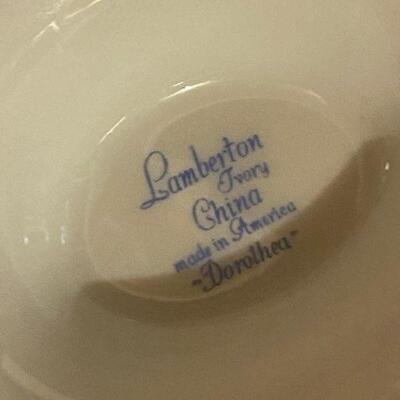 Lamberton
Ivory
China
made in America
"Dorothea"